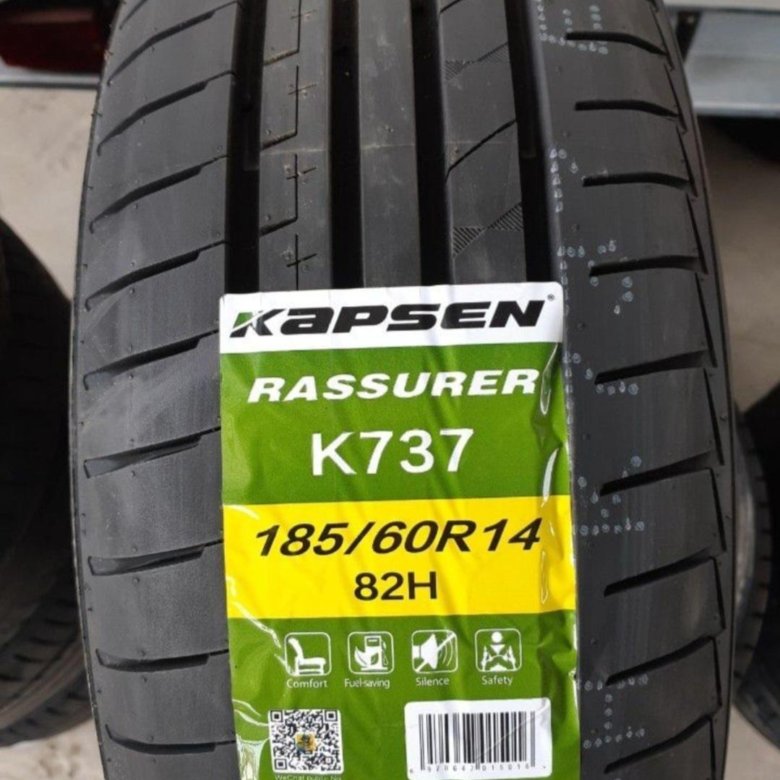 KAPSEN®
RASSURER
K737
185/60R14
82H
Comfort Fuel-saving Silence Safety